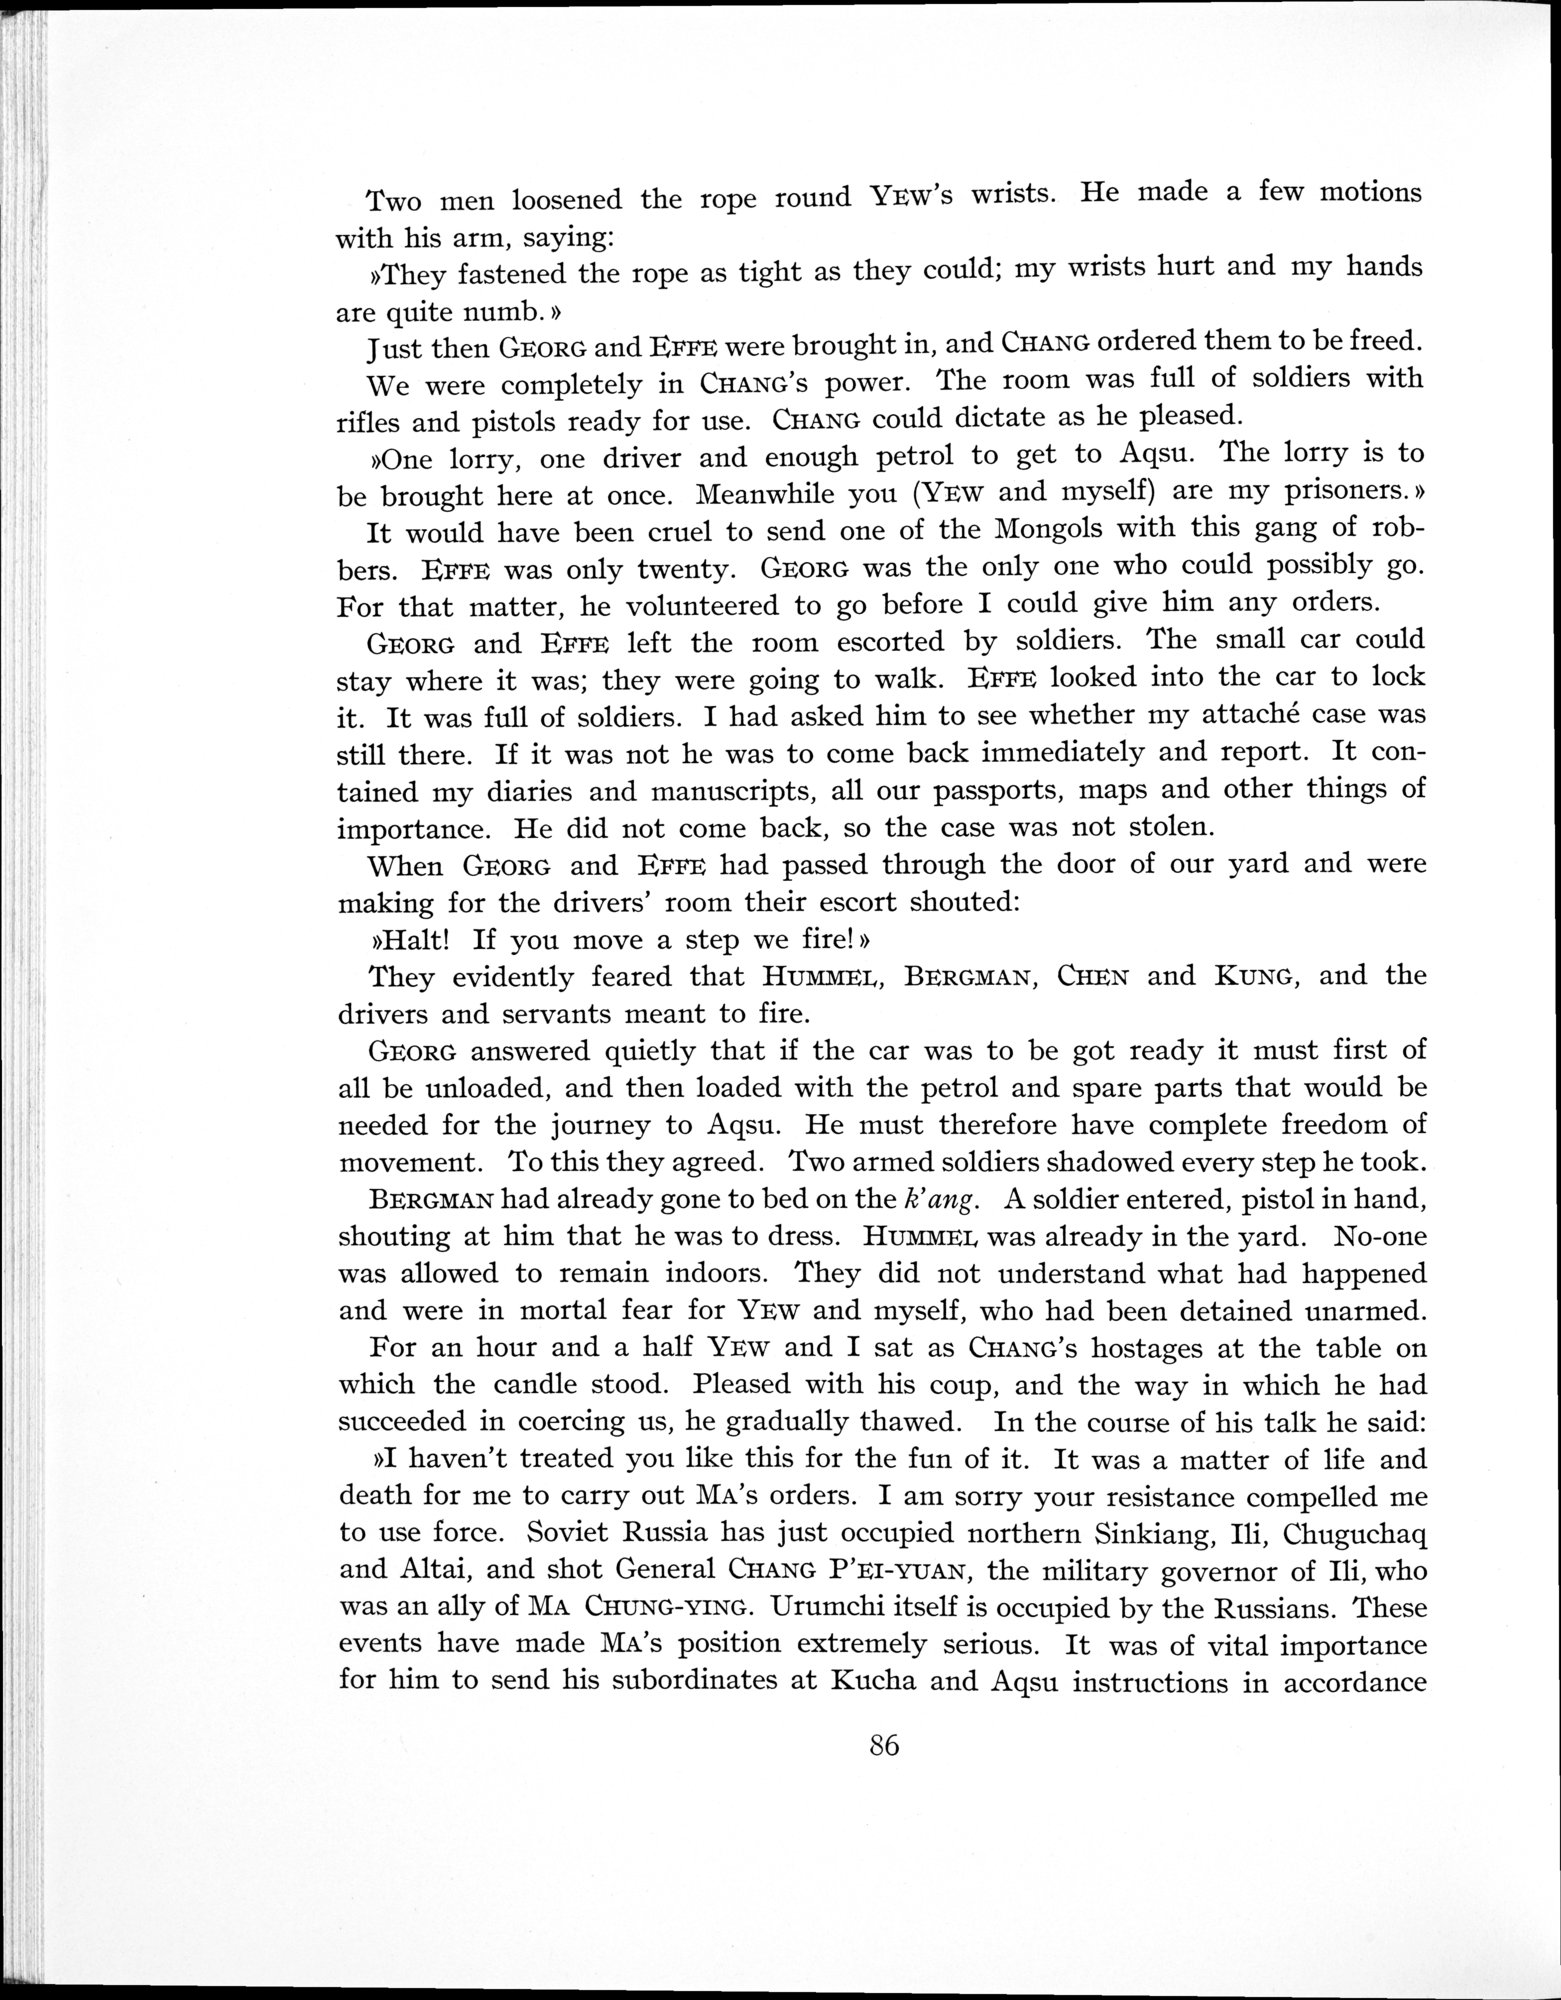 Two men loosened the rope round YEW'S wrists. He made a few motions
with his arm, saying:
»They fastened the rope as tight as they could; my wrists hurt and my hands
are quite numb.»
Just then GEORG and EFFE were brought in, and CHANG ordered them to be freed.
We were completely in CHANG'S power. The room was full of soldiers with
rifles and pistols ready for use. CHANG could dictate as he pleased.
»One lorry, one driver and enough petrol to get to Aqsu. The lorry is to
be brought here at once. Meanwhile you (YEW and myself) are my prisoners.»
It would have been cruel to send one of the Mongols with this gang of rob-
bers. EFFE was only twenty. GEORG was the only one who could possibly go.
For that matter, he volunteered to go before I could give him any orders.
GEORG and EFFE left the room escorted by soldiers. The small car could
stay where it was; they were going to walk. EFFE looked into the car to lock
it. It was full of soldiers. I had asked him to see whether my attaché case was
still there. If it was not he was to come back immediately and report. It con-
tained my diaries and manuscripts, all our passports, maps and other things of
importance. He did not come back, so the case was not stolen.
When GEORG and EFFE had passed through the door of our yard and were
making for the drivers' room their escort shouted:
»Halt! If you move a step we fire!»
They evidently feared that HUMMEL, BERGMAN, CHEN and KUNG, and the
drivers and servants meant to fire.
GEORG answered quietly that if the car was to be got ready it must first of
all be unloaded, and then loaded with the petrol and spare parts that would be
needed for the journey to Aqsu. He must therefore have complete freedom of
movement. To this they agreed. Two armed soldiers shadowed every step he took.
BERGMAN had already gone to bed on the k'ang. A soldier entered, pistol in hand,
shouting at him that he was to dress. HUMMEL was already in the yard. No-one
was allowed to remain indoors. They did not understand what had happened
and were in mortal fear for YEW and myself, who had been detained unarmed.
For an hour and a half YEW and I sat as CHANG'S hostages at the table on
which the candle stood. Pleased with his coup, and the way in which he had
succeeded in coercing us, he gradually thawed. In the course of his talk he said:
»I haven't treated you like this for the fun of it. It was a matter of life and
death for me to carry out MA'S orders. I am sorry your resistance compelled me
to use force. Soviet Russia has just occupied northern Sinkiang, Ili, Chuguchaq
and Altai, and shot General CHANG P'EI-YUAN, the military governor of Ili, who
was an ally of MA CHUNG-YING. Urumchi itself is occupied by the Russians. These
events have made MA'S position extremely serious. It was of vital importance
for him to send his subordinates at Kucha and Aqsu instructions in accordance
86